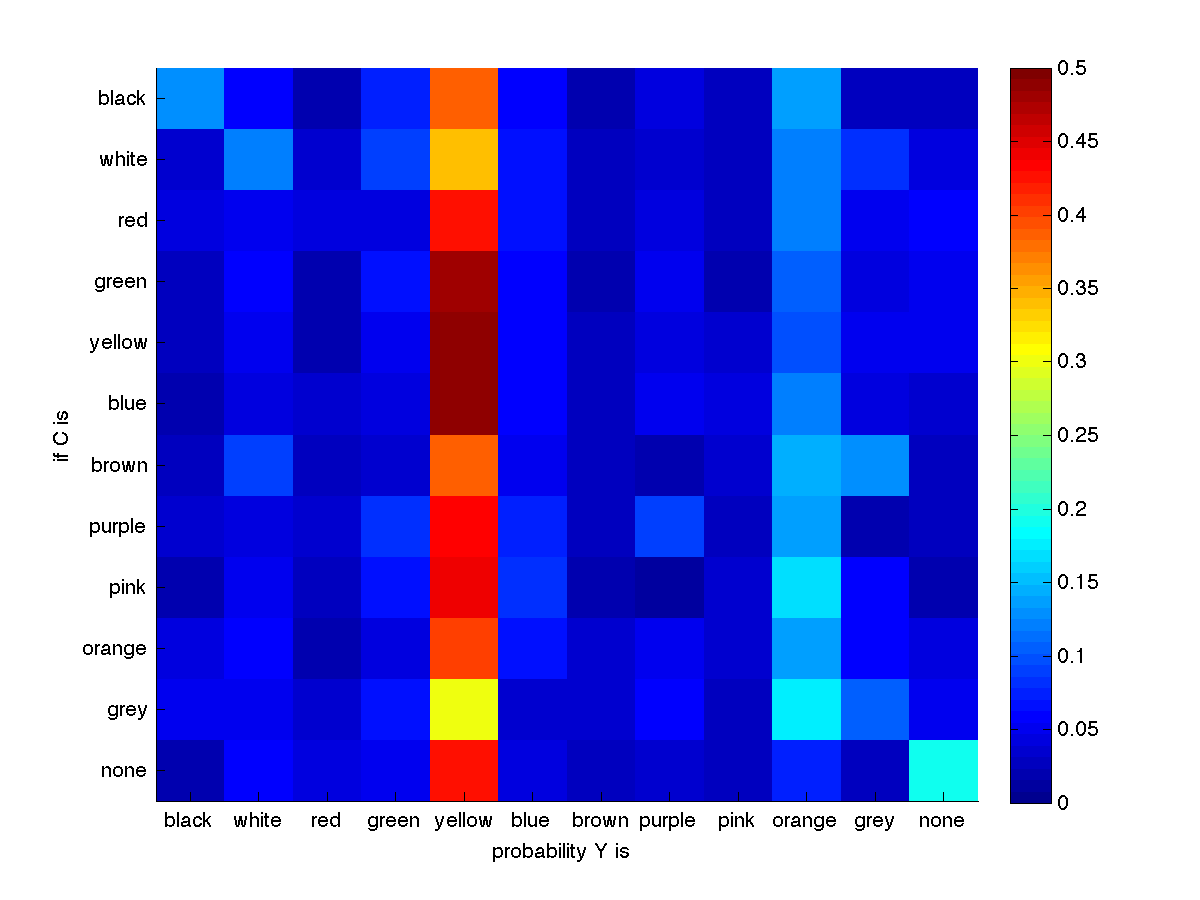 if C is
black
white
red
green
yellow
blue
brown
purple
pink
orange
grey
none
black white red green yellow blue brown purple pink orange grey none
probability Y is
0.5
0.45
0.4
0.35
0.3
0.25
0.2
0.15
0.1
0.05
0